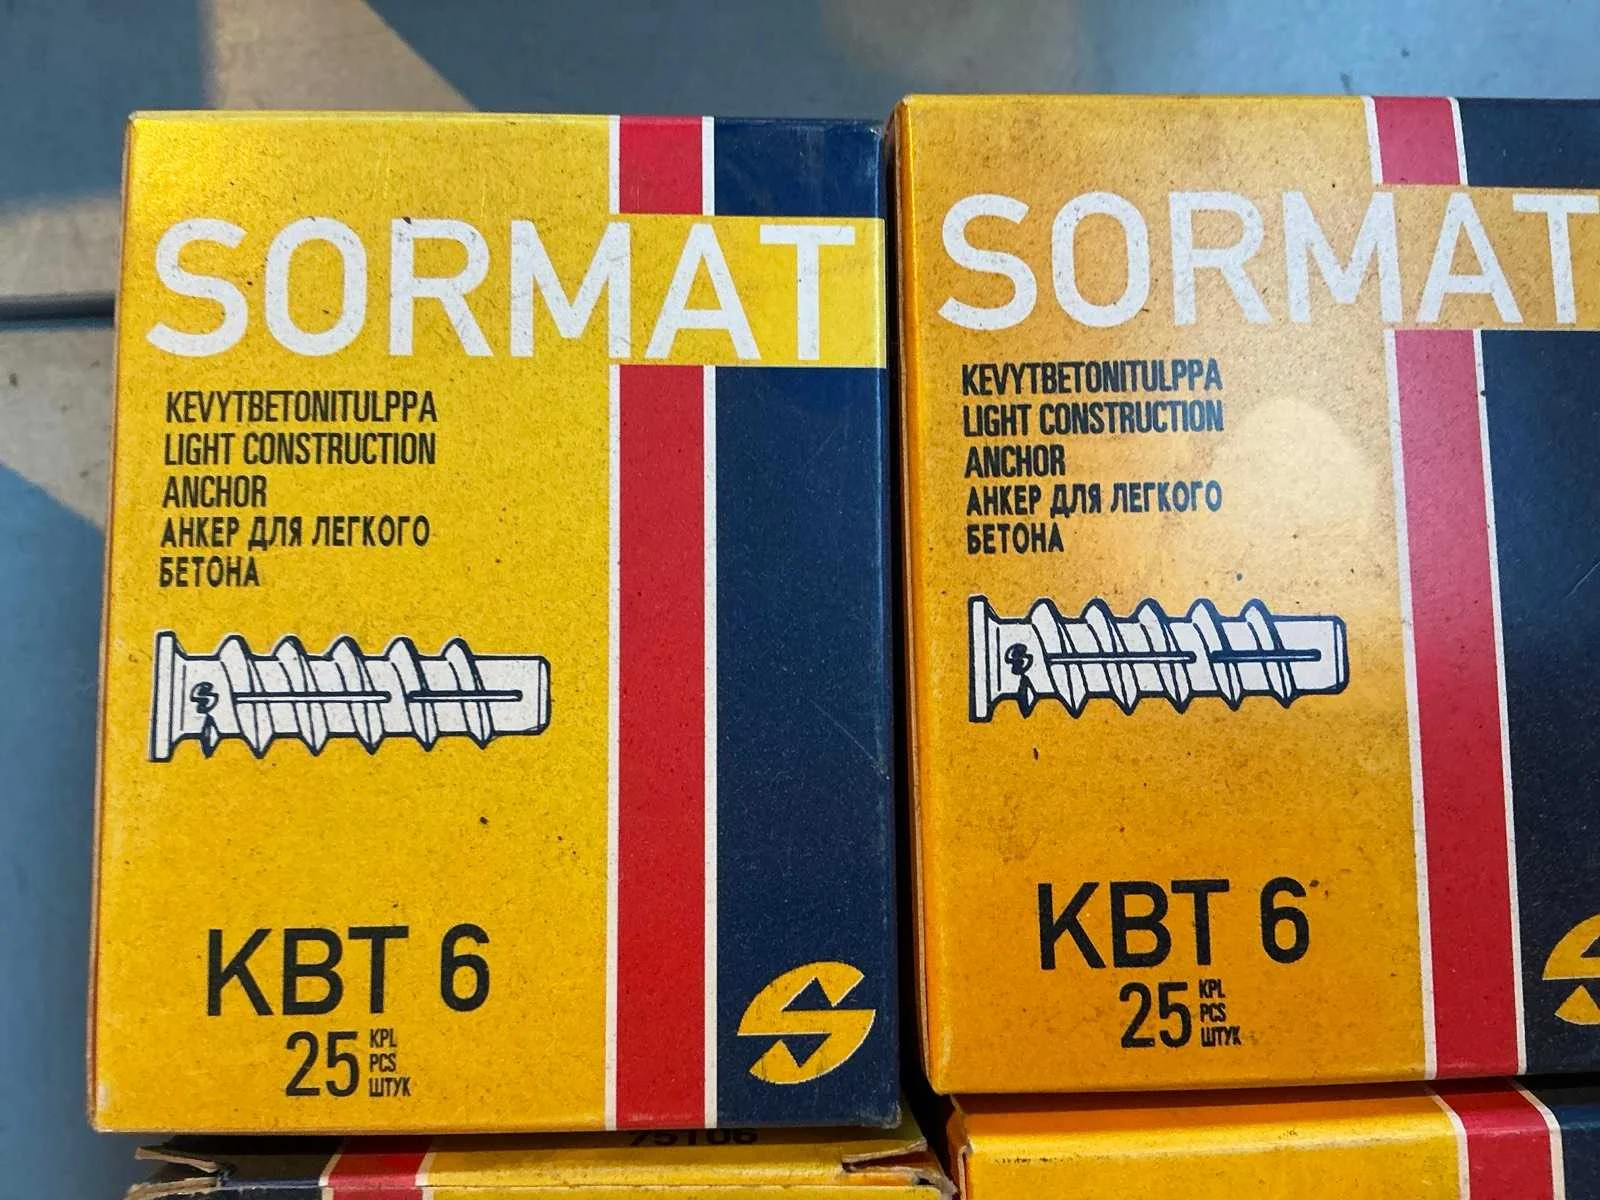 SORMAT
KEVYTBETONITULPPA
LIGHT CONSTRUCTION
ANCHOR
АНКЕР ДЛЯ ЛЕГКОГО
БЕТОНА
KBT 6
25 KPL
PCS
ШТУК
SORMAT
KEVYTBETONITULPPA
LIGHT CONSTRUCTION
ANCHOR
АНКЕР ДЛЯ ЛЕГКОГО
БЕТОНА
KBT 6
25 KPL
PCS
ШТУК